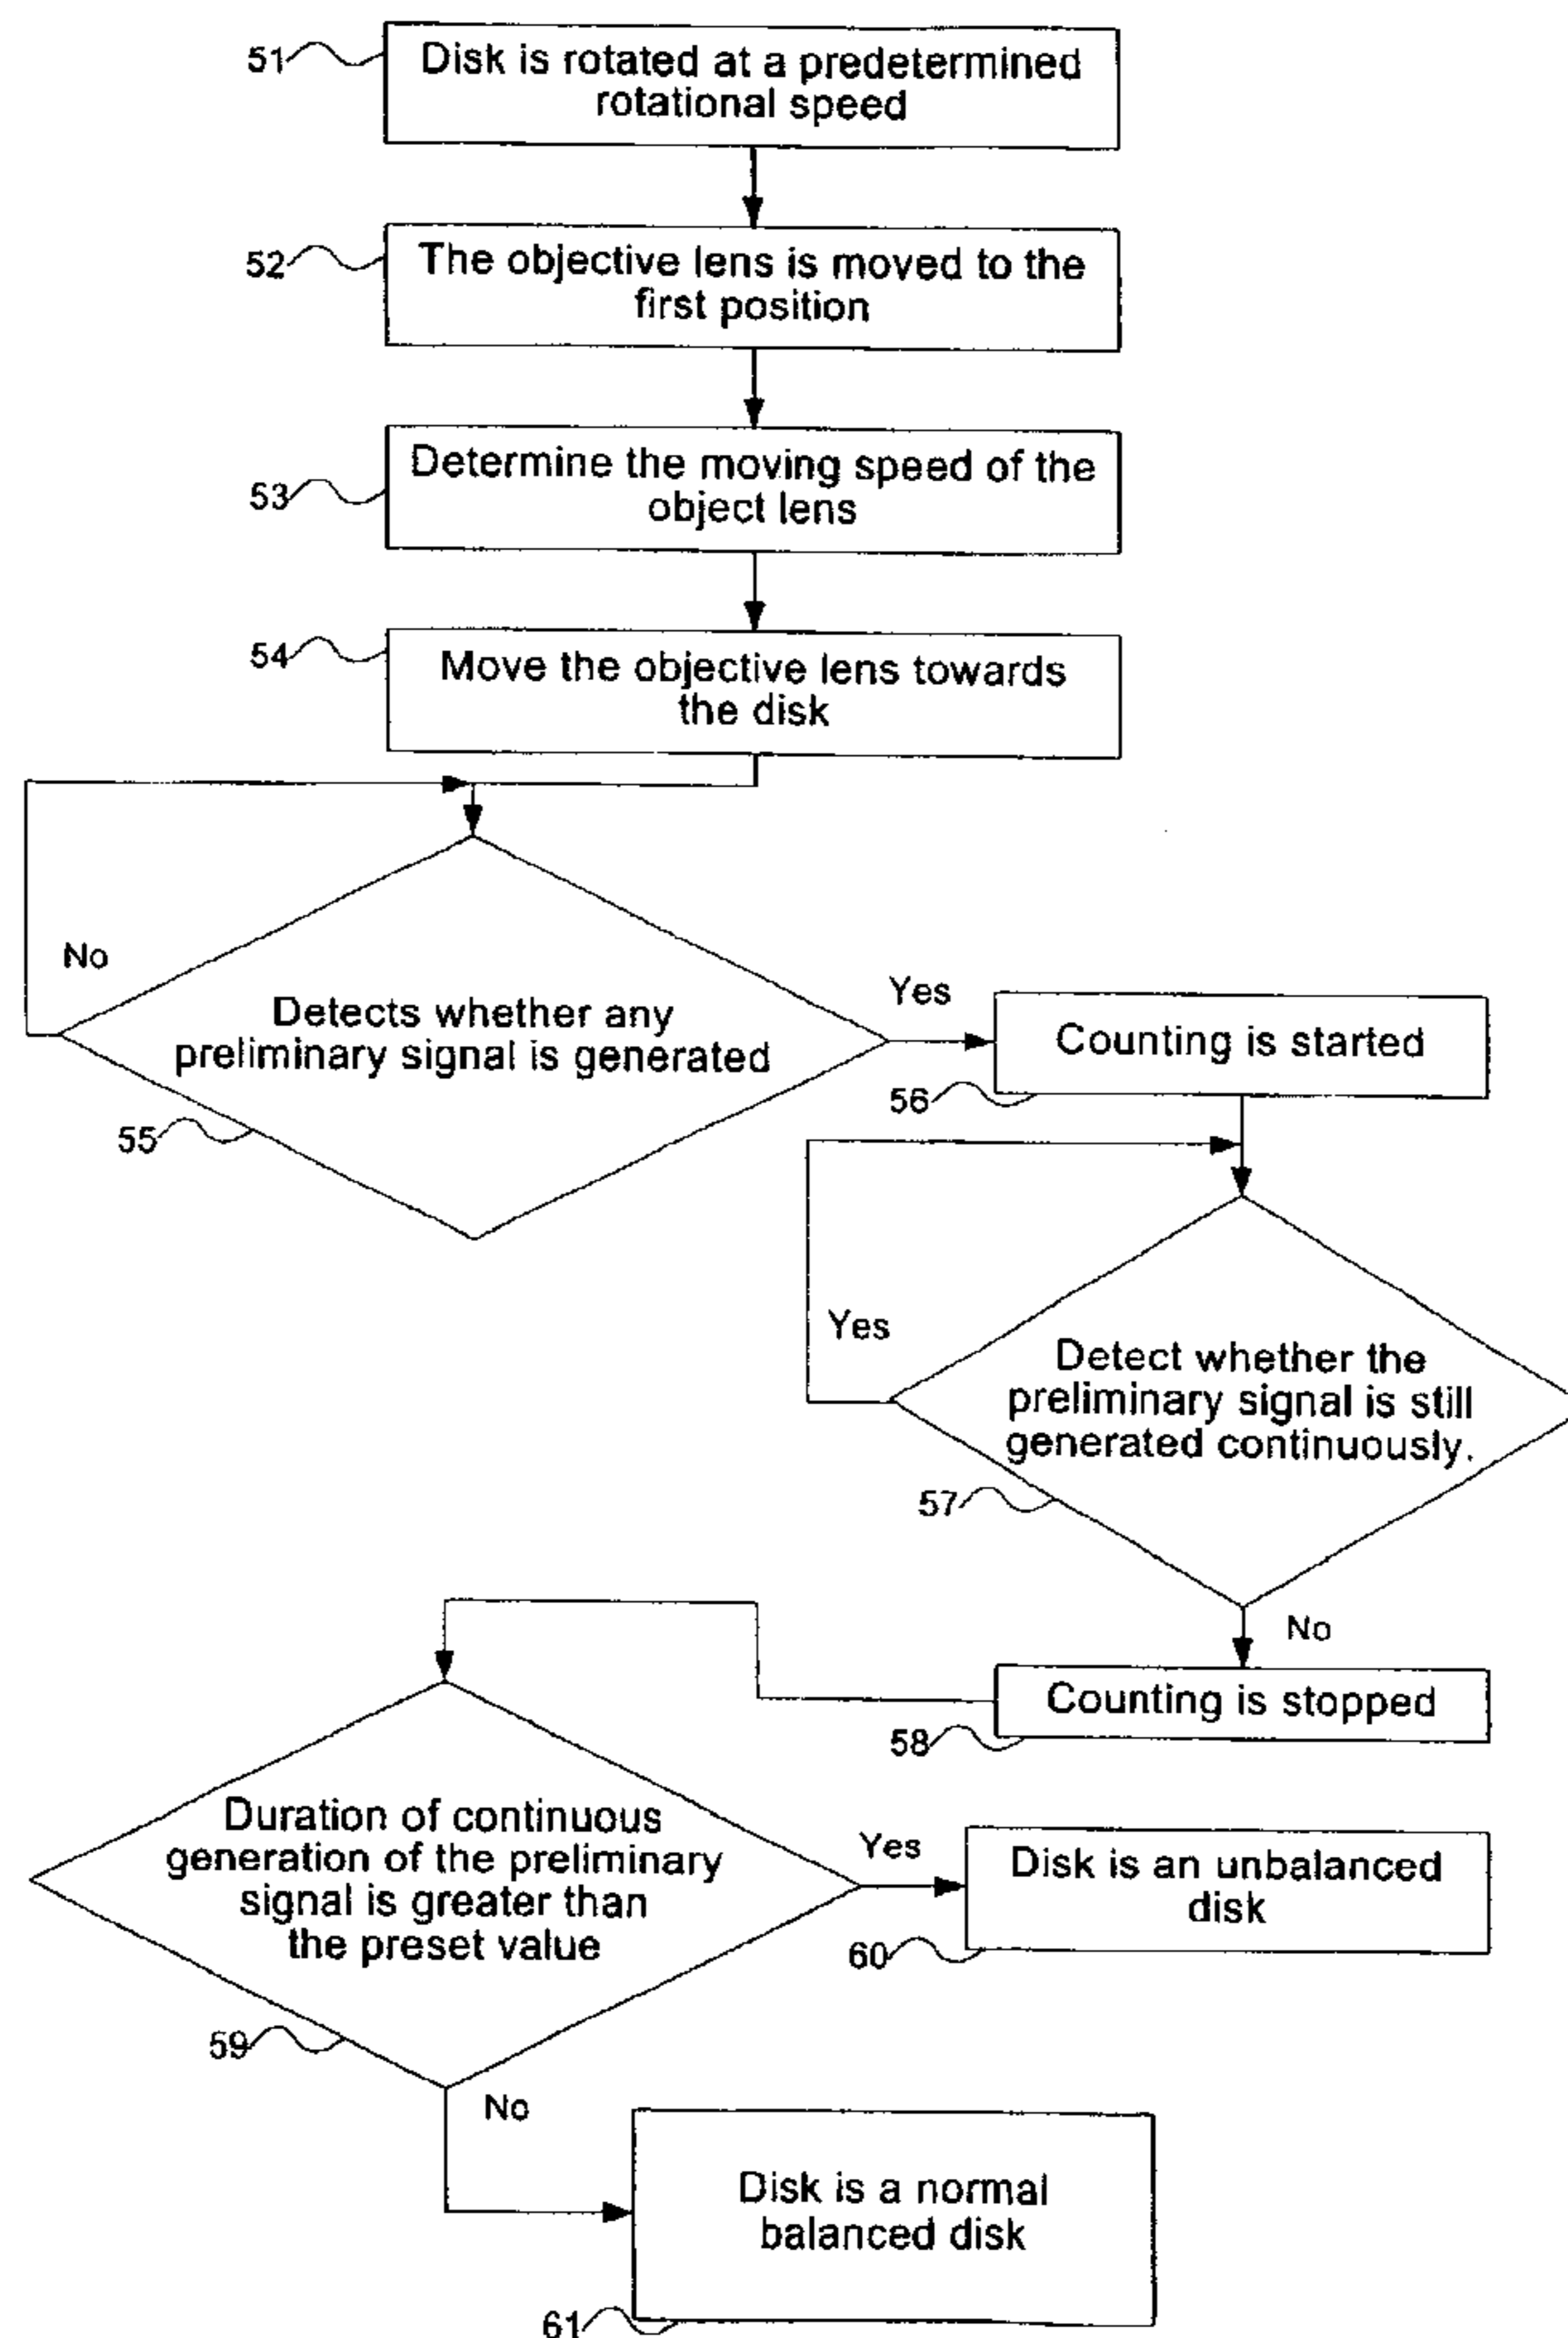 51
Disk is rotated at a predetermined
rotational speed
52
The objective lens is moved to the
first position
53
Determine the moving speed of the
object lens
54
Move the objective lens towards
the disk
No
Detects whether any
preliminary signal is generated
55
Yes
Counting is started
56
Yes
Detect whether the
preliminary signal is still
generated continuously.
57
No
Counting is stopped
58
Duration of continuous
generation of the preliminary
signal is greater than
the preset value
59
Yes
Disk is an unbalanced
disk
60
No
Disk is a normal
balanced disk
61